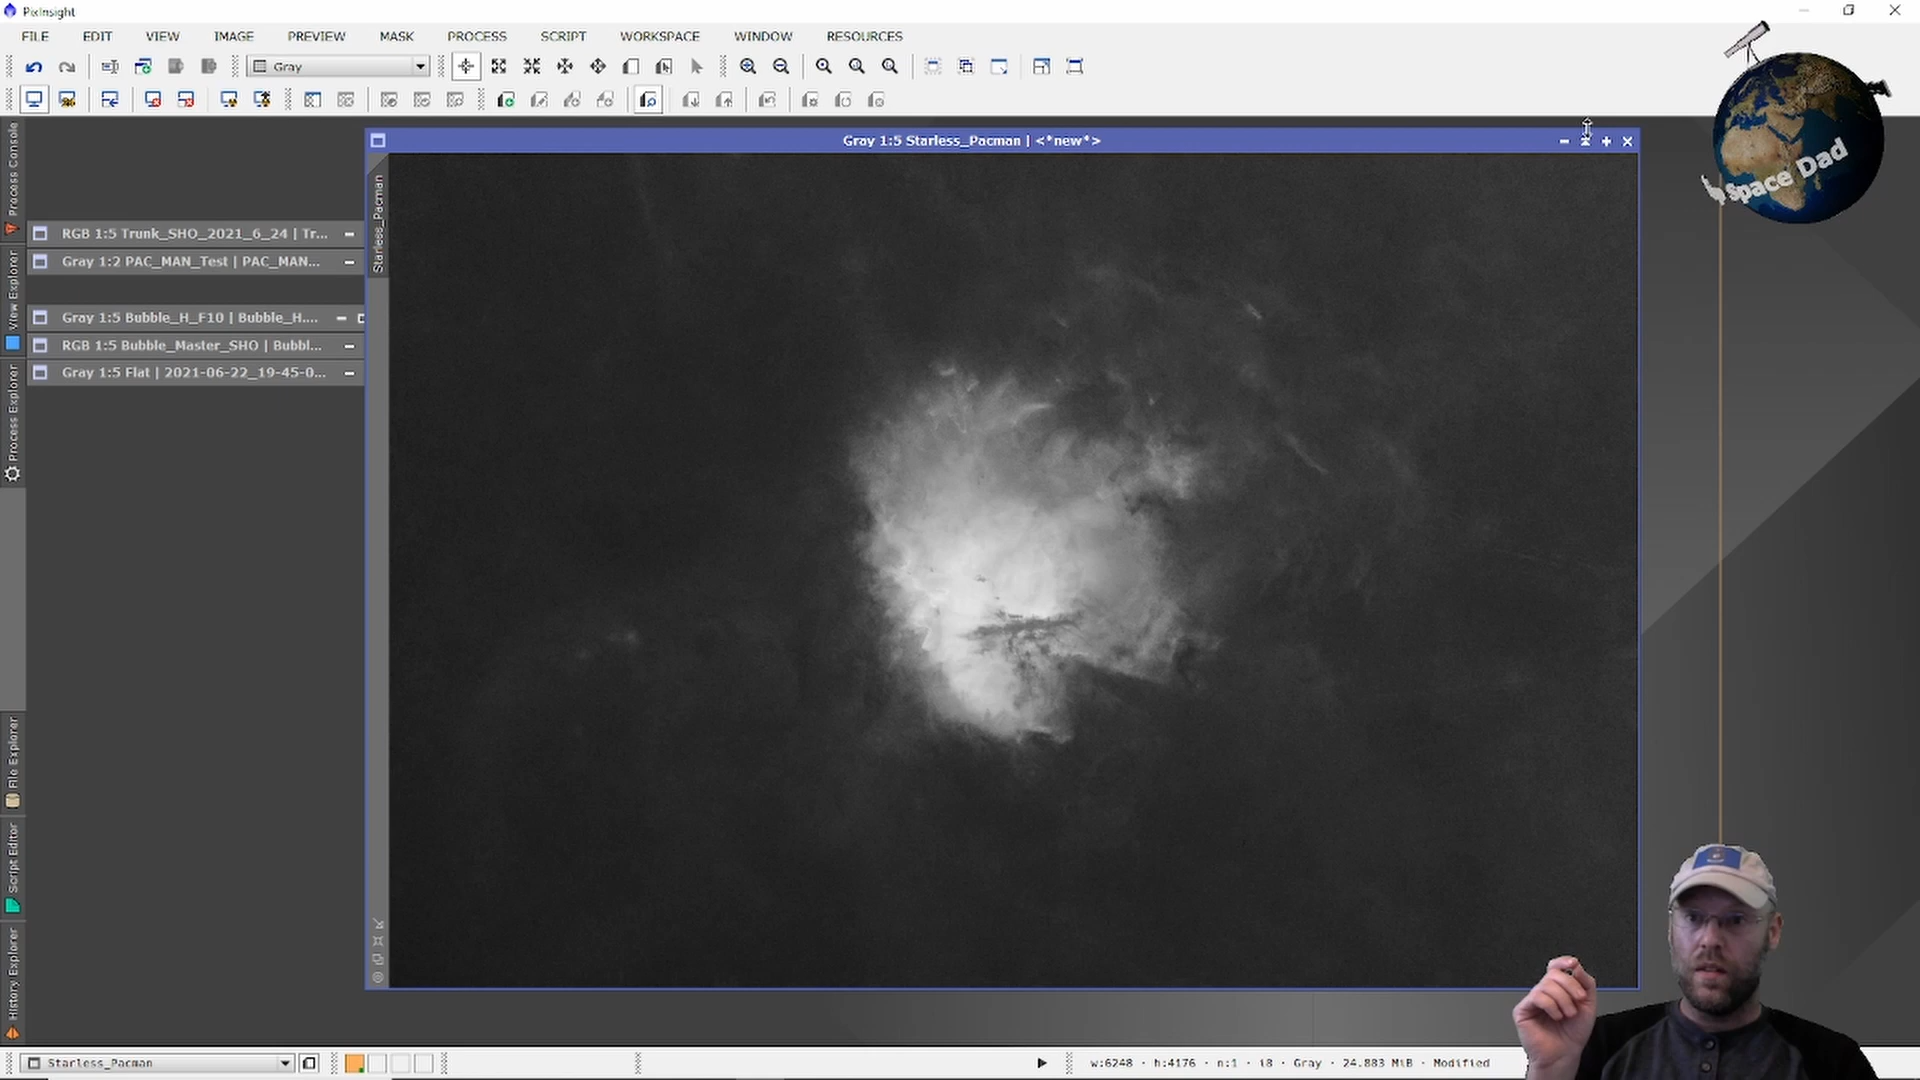 PixInsight
FILE EDIT VIEW IMAGE PREVIEW MASK PROCESS SCRIPT WORKSPACE WINDOW RESOURCES
Gray
Gray 1:5 Starless_Pacman | <*new*>
Space Dad
Process Console
View Explorer
Process Explorer
File Explorer
Script Editor
History Explorer
RGB 1:5 Trunk_SHO_2021_6_24 | Tr...
Gray 1:2 PAC_MAN_Test | PAC_MAN...
Gray 1:5 Bubble_H_F10 | Bubble_H....
RGB 1:5 Bubble_Master_SHO | Bubbl...
Gray 1:5 Flat | 2021-06-22_19-45-0...
Starless_Pacman
Starless_Pacman
w:6248 · h:4176 · n:1 · i8 · Gray · 24.883 MiB · Modified